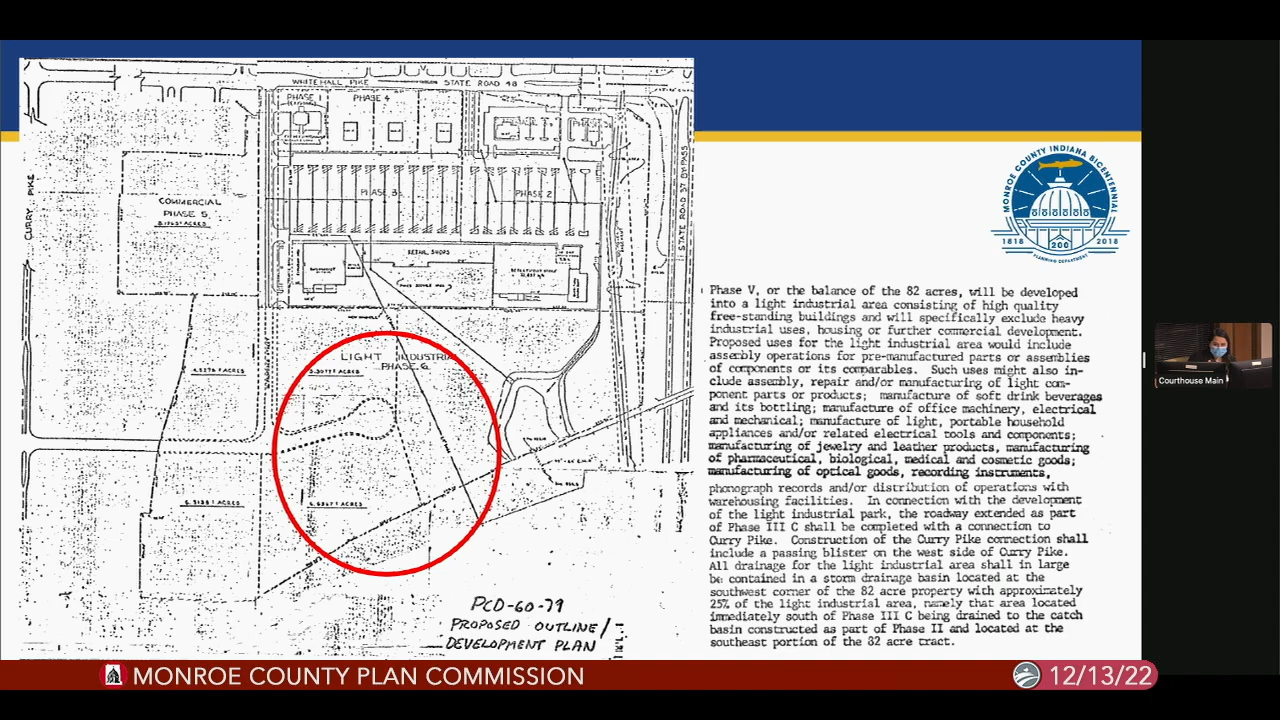 WHITEHALL PIKE STATE ROAD 48
PHASE 1
PHASE 4
PHASE 3
PHASE 2
CURRY PIKE
COMMERCIAL
PHASE 5
STATE ROAD 37 BYPASS
RETAIL SHOPS
LIGHT INDUSTRIAL
PHASE 6
PCD-60-79
PROPOSED OUTLINE/
DEVELOPMENT PLAN
MONROE COUNTY INDIANA BICENTENNIAL
1818 200 2018
PLANNING DEPARTMENT
Phase V, or the balance of the 82 acres, will be developed
into a light industrial area consisting of high quality
free-standing buildings and will specifically exclude heavy
industrial uses, housing or further commercial development.
Proposed uses for the light industrial area would include
assembly operations for pre-manufactured parts or assemblies
of components or its comparables. Such uses might also in-
clude assembly, repair and/or manufacturing of light com-
ponent parts or products; manufacture of soft drink beverages
and its bottling; manufacture of office machinery, electrical
and mechanical; manufacture of light, portable household
appliances and/or related electrical tools and components;
manufacturing of jewelry and leather products, manufacturing
of pharmaceutical, biological, medical and cosmetic goods;
manufacturing of optical goods, recording instruments,
phonograph records and/or distribution of operations with
warehousing facilities. In connection with the development
of the light industrial park, the roadway extended as part
of Phase III C shall be completed with a connection to
Curry Pike. Construction of the Curry Pike connection shall
include a passing blister on the west side of Curry Pike.
All drainage for the light industrial area shall in large
be contained in a storm drainage basin located at the
southwest corner of the 82 acre property with approximately
25% of the light industrial area, namely that area located
immediately south of Phase III C being drained to the catch
basin constructed as part of Phase II and located at the
southeast portion of the 82 acre tract.
Courthouse Main
MONROE COUNTY PLAN COMMISSION
12/13/22